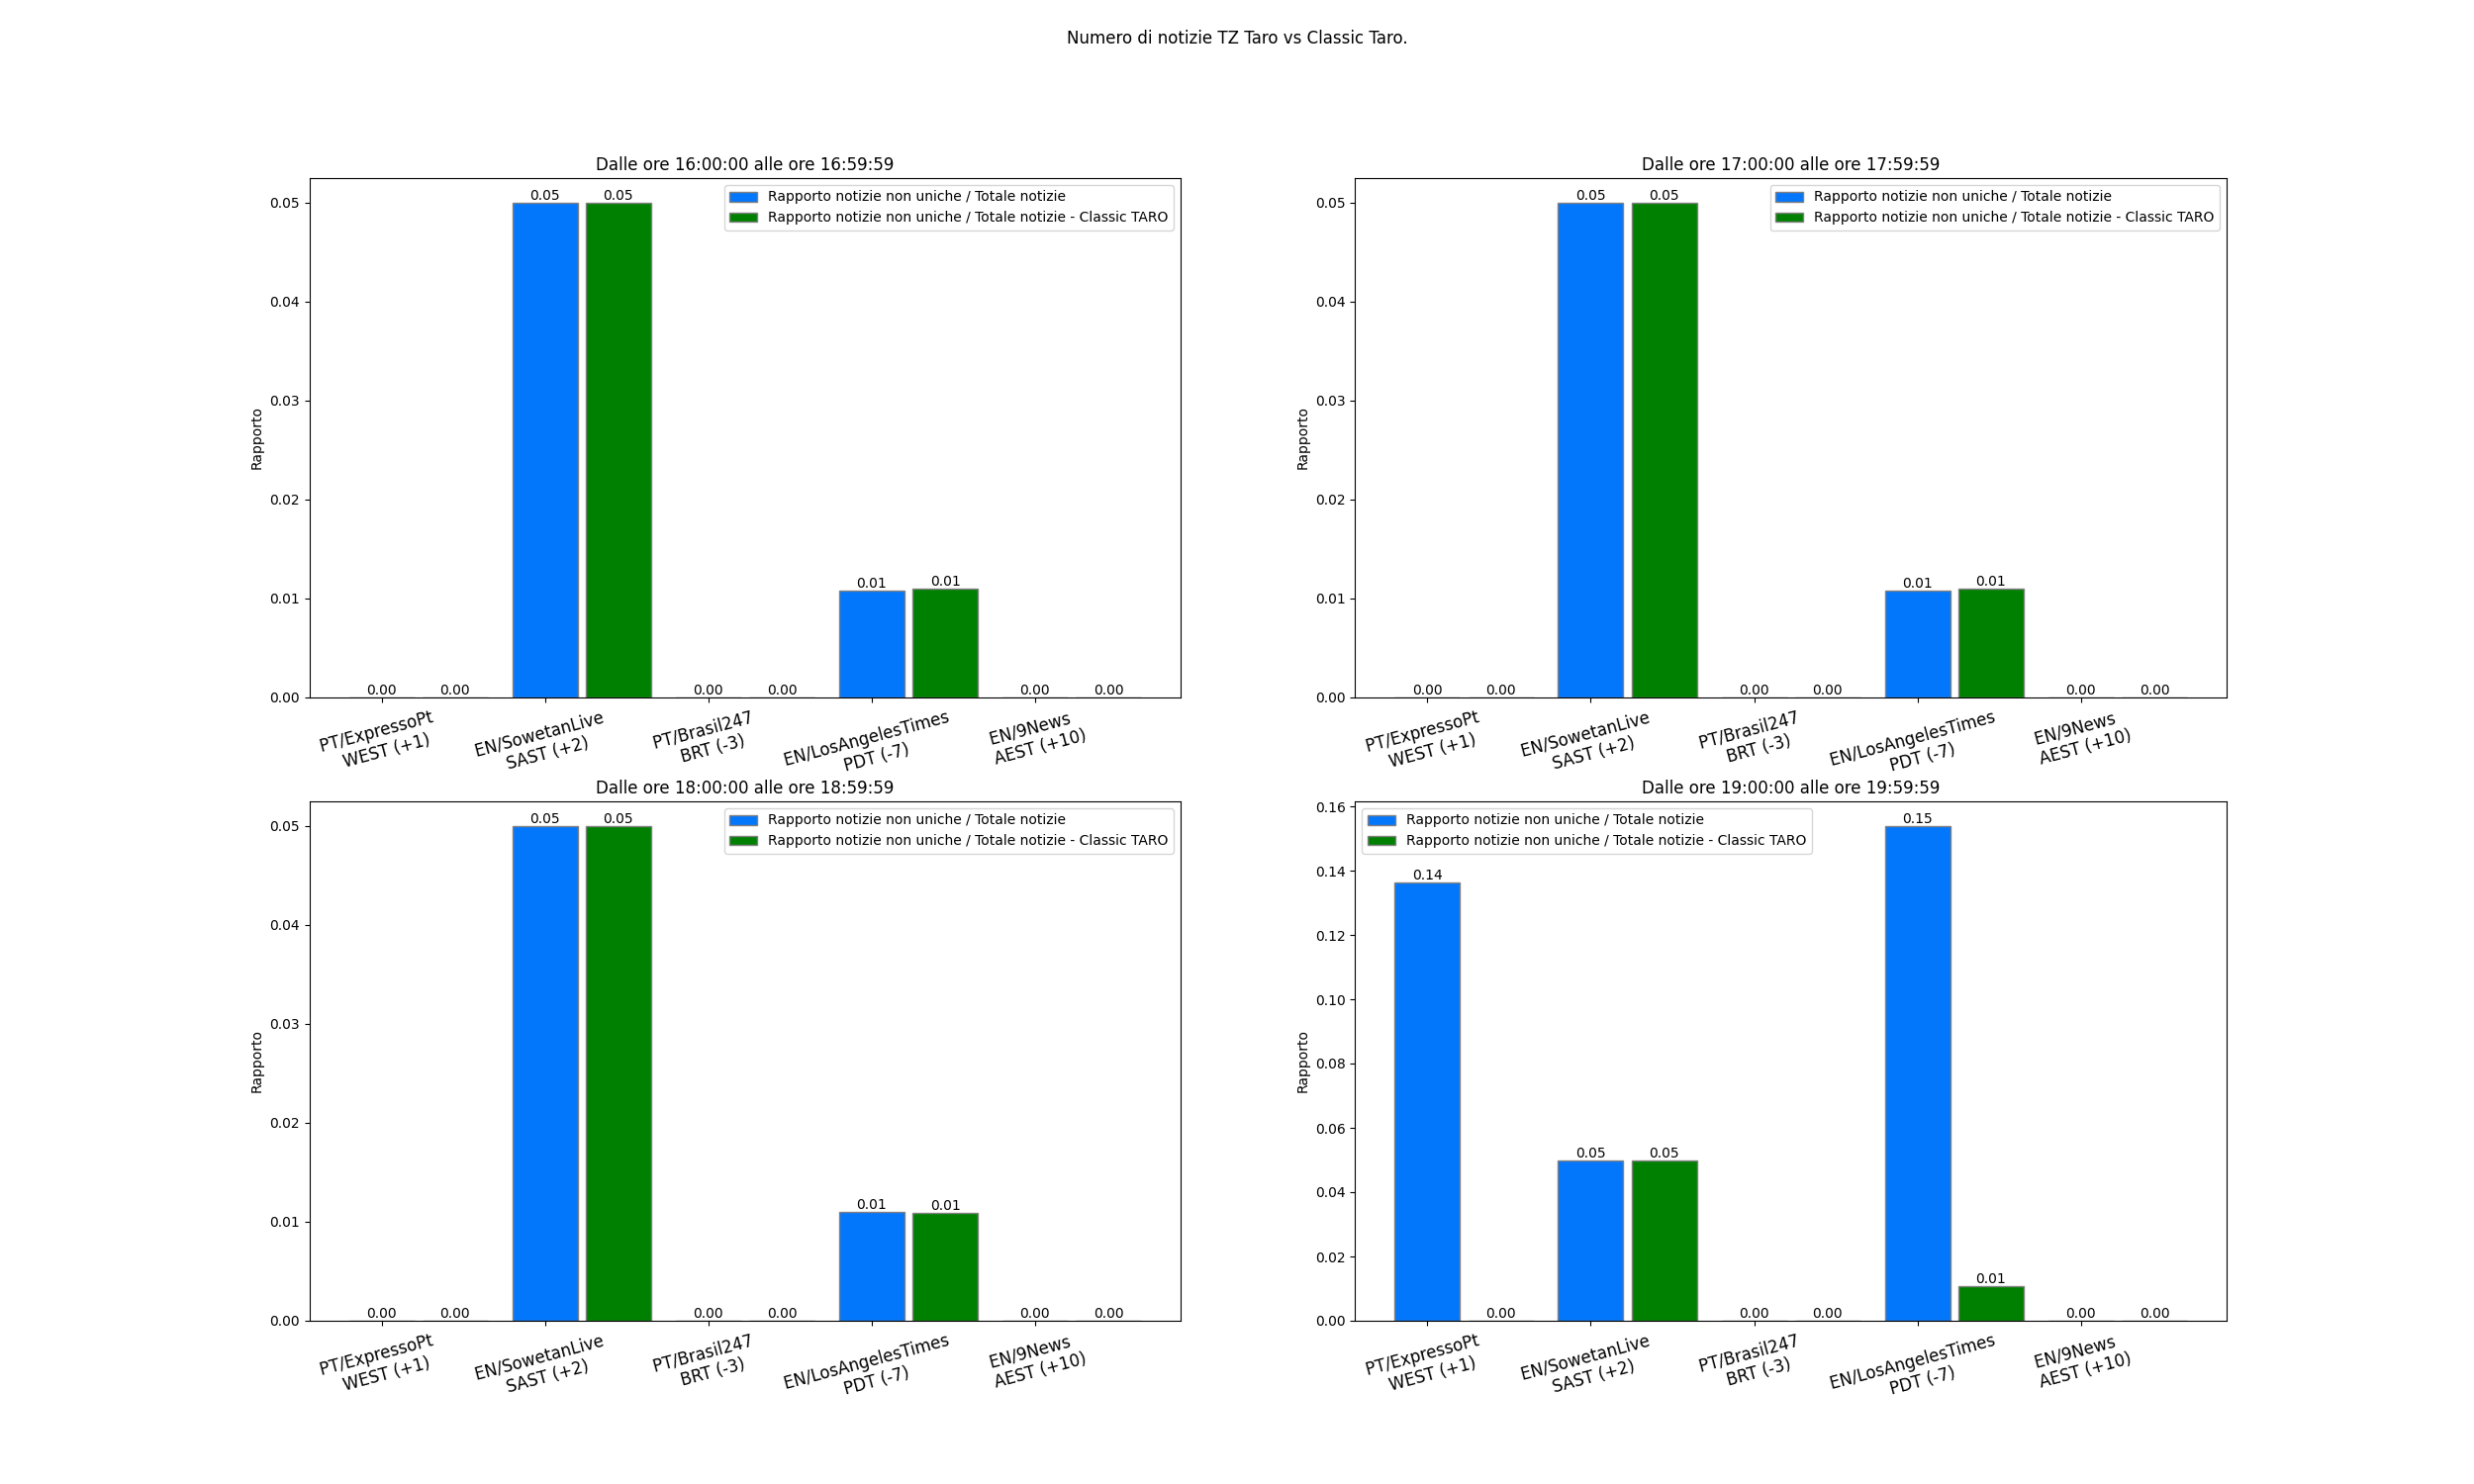 Numero di notizie TZ Taro vs Classic Taro.
Dalle ore 16:00:00 alle ore 16:59:59
Rapporto notizie non uniche / Totale notizie
Rapporto notizie non uniche / Totale notizie - Classic TARO
Rapporto
0.05
0.04
0.03
0.02
0.01
0.00
0.00
0.00
0.05
0.05
0.00
0.00
0.01
0.01
0.00
0.00
PT/ExpressoPt
WEST (+1)
EN/SowetanLive
SAST (+2)
PT/Brasil247
BRT (-3)
EN/LosAngelesTimes
PDT (-7)
EN/9News
AEST (+10)
Dalle ore 17:00:00 alle ore 17:59:59
Rapporto notizie non uniche / Totale notizie
Rapporto notizie non uniche / Totale notizie - Classic TARO
Rapporto
0.05
0.04
0.03
0.02
0.01
0.00
0.00
0.00
0.05
0.05
0.00
0.00
0.01
0.01
0.00
0.00
PT/ExpressoPt
WEST (+1)
EN/SowetanLive
SAST (+2)
PT/Brasil247
BRT (-3)
EN/LosAngelesTimes
PDT (-7)
EN/9News
AEST (+10)
Dalle ore 18:00:00 alle ore 18:59:59
Rapporto notizie non uniche / Totale notizie
Rapporto notizie non uniche / Totale notizie - Classic TARO
Rapporto
0.05
0.04
0.03
0.02
0.01
0.00
0.00
0.00
0.05
0.05
0.00
0.00
0.01
0.01
0.00
0.00
PT/ExpressoPt
WEST (+1)
EN/SowetanLive
SAST (+2)
PT/Brasil247
BRT (-3)
EN/LosAngelesTimes
PDT (-7)
EN/9News
AEST (+10)
Dalle ore 19:00:00 alle ore 19:59:59
Rapporto notizie non uniche / Totale notizie
Rapporto notizie non uniche / Totale notizie - Classic TARO
Rapporto
0.16
0.14
0.12
0.10
0.08
0.06
0.04
0.02
0.00
0.14
0.00
0.05
0.05
0.00
0.00
0.15
0.01
0.00
0.00
PT/ExpressoPt
WEST (+1)
EN/SowetanLive
SAST (+2)
PT/Brasil247
BRT (-3)
EN/LosAngelesTimes
PDT (-7)
EN/9News
AEST (+10)